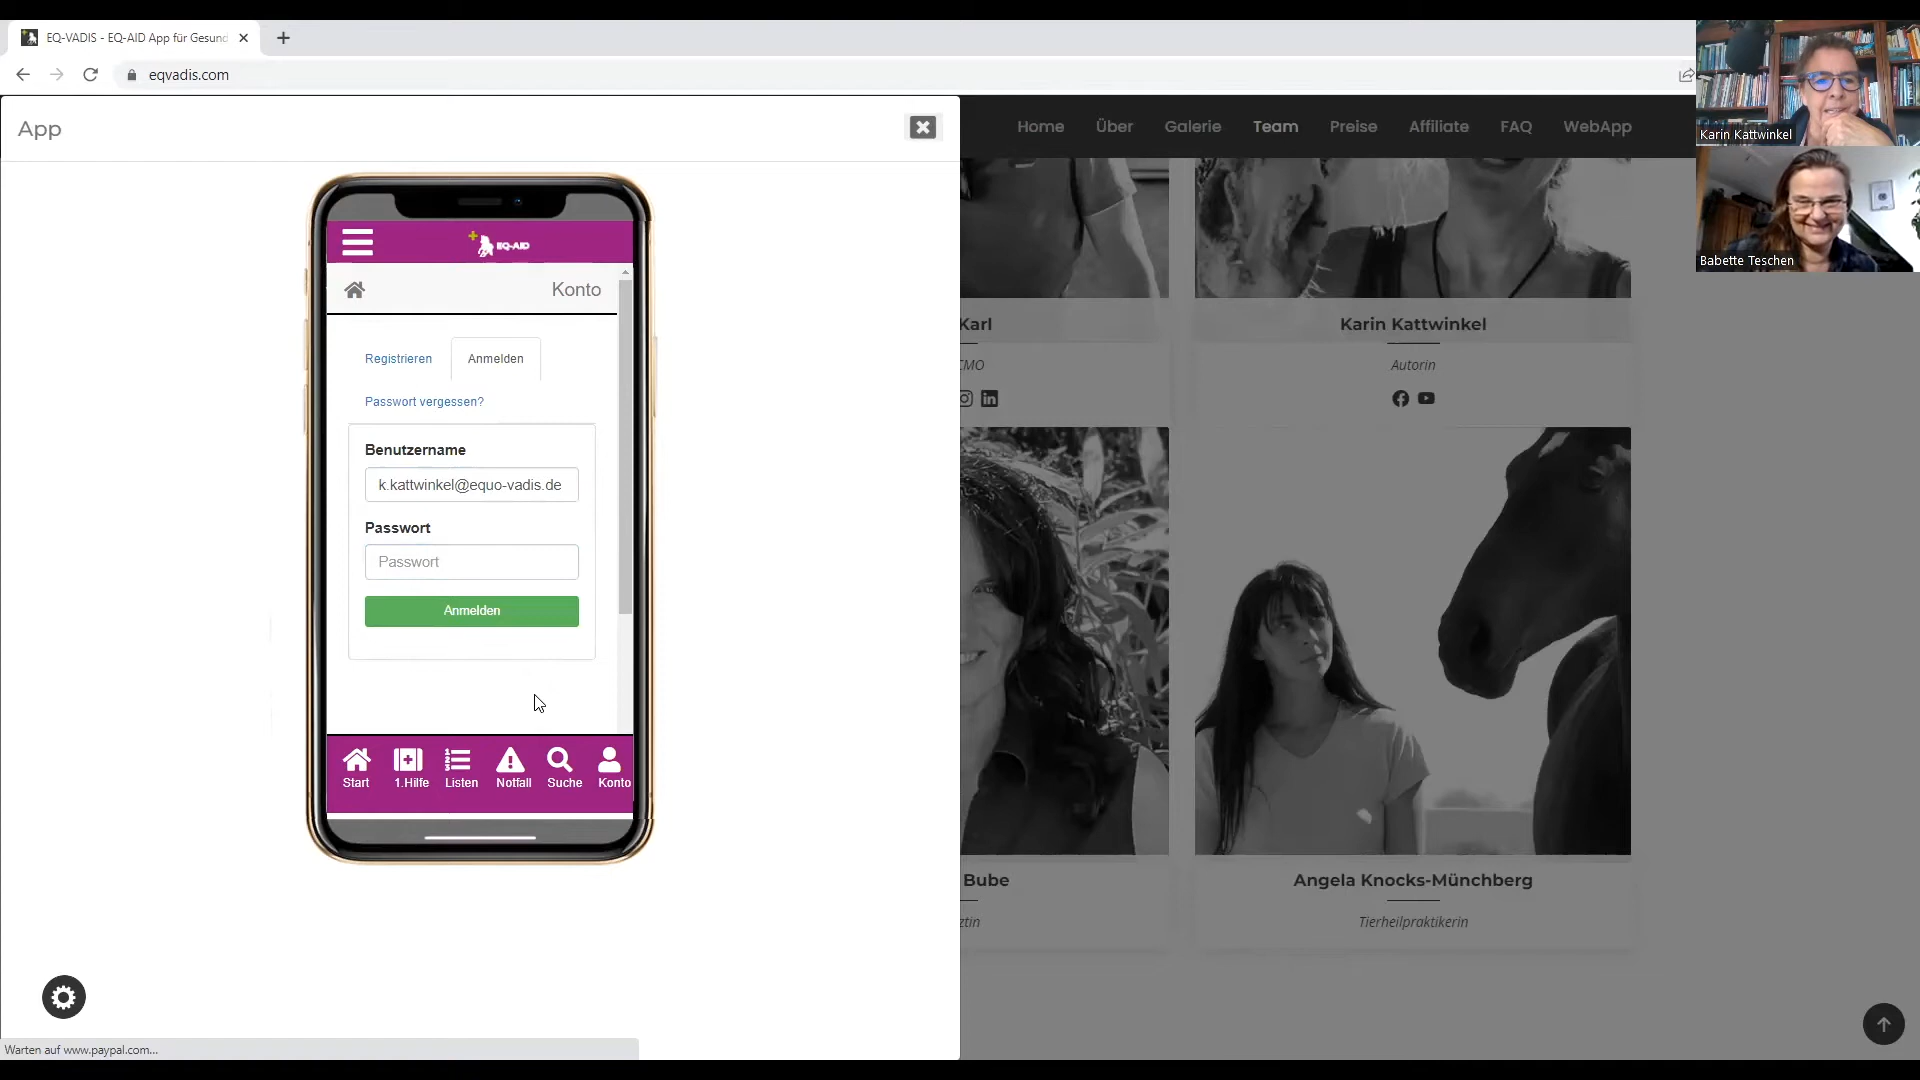 EQ-VADIS - EQ-AID App für Gesund
eqvadis.com
App
Home Über Galerie Team Preise Affiliate FAQ WebApp
Karin Kattwinkel
Babette Teschen
EQ-AID
Konto
Registrieren
Anmelden
Passwort vergessen?
Benutzername
k.kattwinkel@equo-vadis.de
Passwort
Passwort
Anmelden
Start 1.Hilfe Listen Notfall Suche Konto
Karl
CMO
Karin Kattwinkel
Autorin
Bube
ztin
Angela Knocks-Münchberg
Tierheilpraktikerin
Warten auf www.paypal.com...